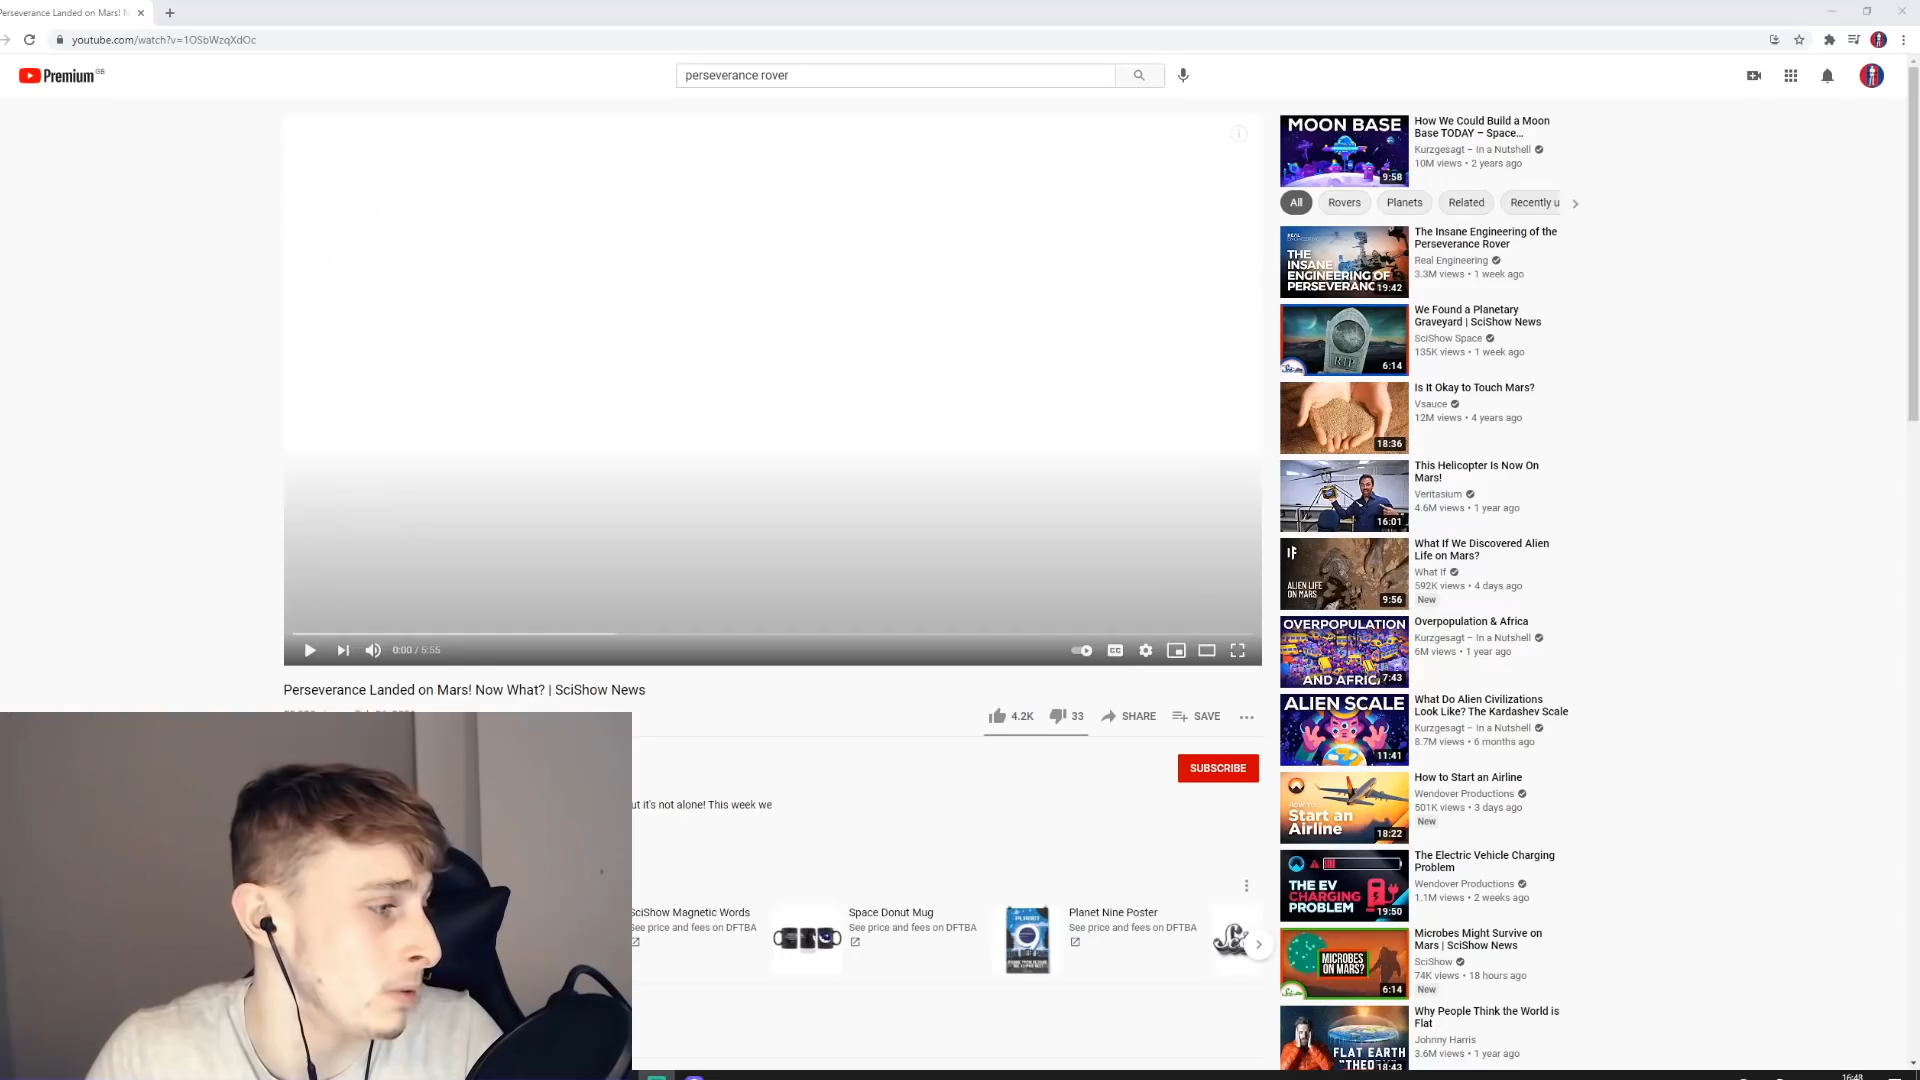 Perseverance Landed on Mars! N
youtube.com/watch?v=1OSbWzqXdOc
Premium GB
perseverance rover
0:00 / 5:55
Perseverance Landed on Mars! Now What? | SciShow News
4.2K
33
SHARE
SAVE
SUBSCRIBE
ut it's not alone! This week we
SciShow Magnetic Words
See price and fees on DFTBA
Space Donut Mug
See price and fees on DFTBA
Planet Nine Poster
See price and fees on DFTBA
MOON BASE
9:58
How We Could Build a Moon
Base TODAY – Space...
Kurzgesagt – In a Nutshell
10M views • 2 years ago
All
Rovers
Planets
Related
Recently u
REAL
ENGINEERING
THE
INSANE
ENGINEERING OF
PERSEVERANC
19:42
The Insane Engineering of the
Perseverance Rover
Real Engineering
3.3M views • 1 week ago
RIP
6:14
We Found a Planetary
Graveyard | SciShow News
SciShow Space
135K views • 1 week ago
18:36
Is It Okay to Touch Mars?
Vsauce
12M views • 4 years ago
16:01
This Helicopter Is Now On
Mars!
Veritasium
4.6M views • 1 year ago
IF
ALIEN LIFE
ON MARS
9:56
What If We Discovered Alien
Life on Mars?
What If
592K views • 4 days ago
New
OVERPOPULATION
AND AFRIC
7:43
Overpopulation & Africa
Kurzgesagt – In a Nutshell
6M views • 1 year ago
ALIEN SCALE
11:41
What Do Alien Civilizations
Look Like? The Kardashev Scale
Kurzgesagt – In a Nutshell
8.7M views • 6 months ago
HOW TO
Start an
Airline
18:22
How to Start an Airline
Wendover Productions
501K views • 3 days ago
New
THE EV
CHARGING
PROBLEM
19:50
The Electric Vehicle Charging
Problem
Wendover Productions
1.1M views • 2 weeks ago
MICROBES
ON MARS?
6:14
Microbes Might Survive on
Mars | SciShow News
SciShow
74K views • 18 hours ago
New
FLAT EARTH
"THEO
18:43
Why People Think the World is
Flat
Johnny Harris
3.6M views • 1 year ago
16:48